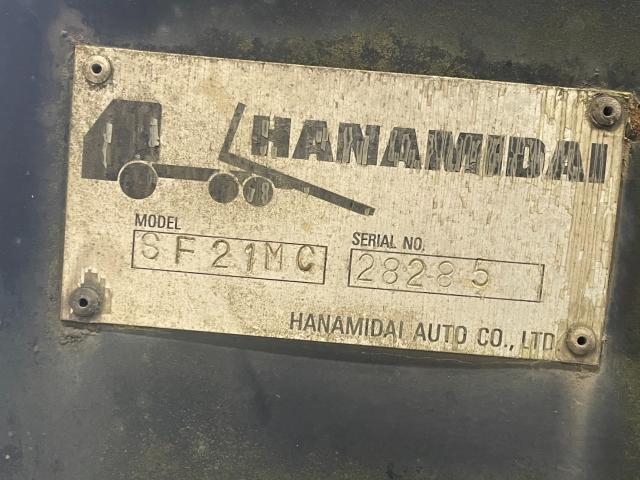 HANAMIDAI
MODEL
SF21MC
SERIAL NO.
28285
HANAMIDAI AUTO CO., LTD